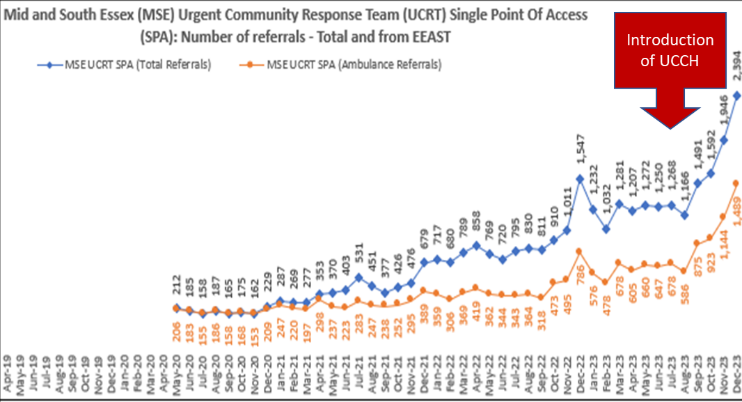 Mid and South Essex (MSE) Urgent Community Response Team (UCRT) Single Point Of Access
(SPA): Number of referrals - Total and from EEAST
MSE UCRT SPA (Total Referrals)
MSE UCRT SPA (Ambulance Referrals)
Introduction
of UCCH
212
185
158
187
165
175
162
229
287
269
277
353
370
403
531
451
377
426
476
679
717
680
789
858
769
720
795
830
811
910
1,011
1,547
1,232
1,032
1,281
1,207
1,272
1,250
1,268
1,166
1,491
1,592
1,946
2,394
206
183
155
186
158
168
153
209
247
220
197
298
237
223
283
247
238
252
295
389
359
306
369
419
362
344
343
364
318
473
495
786
576
478
678
605
660
647
678
586
875
923
1,144
1,489
Apr-19
May-19
Jun-19
Jul-19
Aug-19
Sep-19
Oct-19
Nov-19
Dec-19
Jan-20
Feb-20
Mar-20
Apr-20
May-20
Jun-20
Jul-20
Aug-20
Sep-20
Oct-20
Nov-20
Dec-20
Jan-21
Feb-21
Mar-21
Apr-21
May-21
Jun-21
Jul-21
Aug-21
Sep-21
Oct-21
Nov-21
Dec-21
Jan-22
Feb-22
Mar-22
Apr-22
May-22
Jun-22
Jul-22
Aug-22
Sep-22
Oct-22
Nov-22
Dec-22
Jan-23
Feb-23
Mar-23
Apr-23
May-23
Jun-23
Jul-23
Aug-23
Sep-23
Oct-23
Nov-23
Dec-23